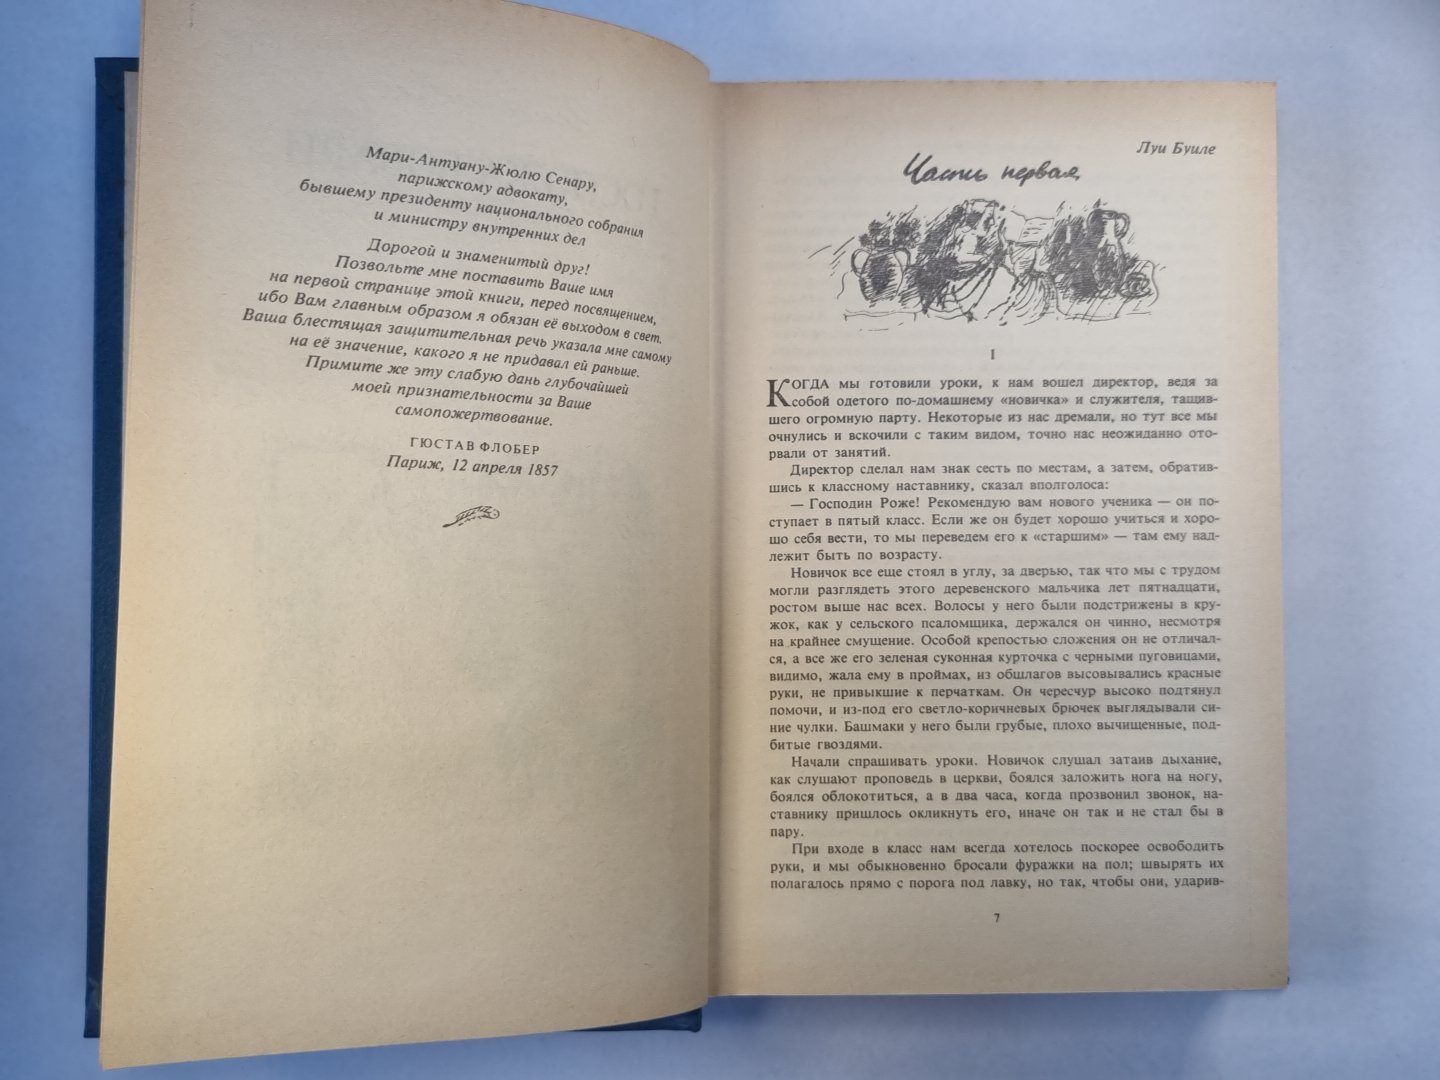 Мари-Антуану-Жюлю Сенару,
парижскому адвокату,
бывшему президенту национального собрания
и министру внутренних дел
Дорогой и знаменитый друг!
Позвольте мне поставить Ваше имя
на первой странице этой книги, перед посвящением,
ибо Вам главным образом я обязан её выходом в свет.
Ваша блестящая защитительная речь указала мне самому
на её значение, какого я не придавал ей раньше.
Примите же эту слабую дань глубочайшей
моей признательности за Ваше
самопожертвование.
ГЮСТАВ ФЛОБЕР
Париж, 12 апреля 1857
Луи Буиле
Часть первая
I
КОГДА мы готовили уроки, к нам вошел директор, ведя за
собой одетого по-домашнему «новичка» и служителя, тащив-
шего огромную парту. Некоторые из нас дремали, но тут все мы
очнулись и вскочили с таким видом, точно нас неожиданно ото-
рвали от занятий.
Директор сделал нам знак сесть по местам, а затем, обратив-
шись к классному наставнику, сказал вполголоса:
— Господин Роже! Рекомендую вам нового ученика — он по-
ступает в пятый класс. Если же он будет хорошо учиться и хоро-
шо себя вести, то мы переведем его к «старшим» — там ему над-
лежит быть по возрасту.
Новичок все еще стоял в углу, за дверью, так что мы с трудом
могли разглядеть этого деревенского мальчика лет пятнадцати,
ростом выше нас всех. Волосы у него были подстрижены в кру-
жок, как у сельского псаломщика, держался он чинно, несмотря
на крайнее смущение. Особой крепостью сложения он не отличал-
ся, а все же его зеленая суконная курточка с черными пуговицами,
видимо, жала ему в проймах, из обшлагов высовывались красные
руки, не привыкшие к перчаткам. Он чересчур высоко подтянул
помочи, и из-под его светло-коричневых брючек выглядывали си-
ние чулки. Башмаки у него были грубые, плохо вычищенные, под-
битые гвоздями.
Начали спрашивать уроки. Новичок слушал затаив дыхание,
как слушают проповедь в церкви, боялся заложить нога на ногу,
боялся облокотиться, а в два часа, когда прозвонил звонок, на-
ставнику пришлось окликнуть его, иначе он так и не стал бы в
пару.
При входе в класс нам всегда хотелось поскорее освободить
руки, и мы обыкновенно бросали фуражки на пол; швырять их
полагалось прямо с порога под лавку, но так, чтобы они, ударив-
7